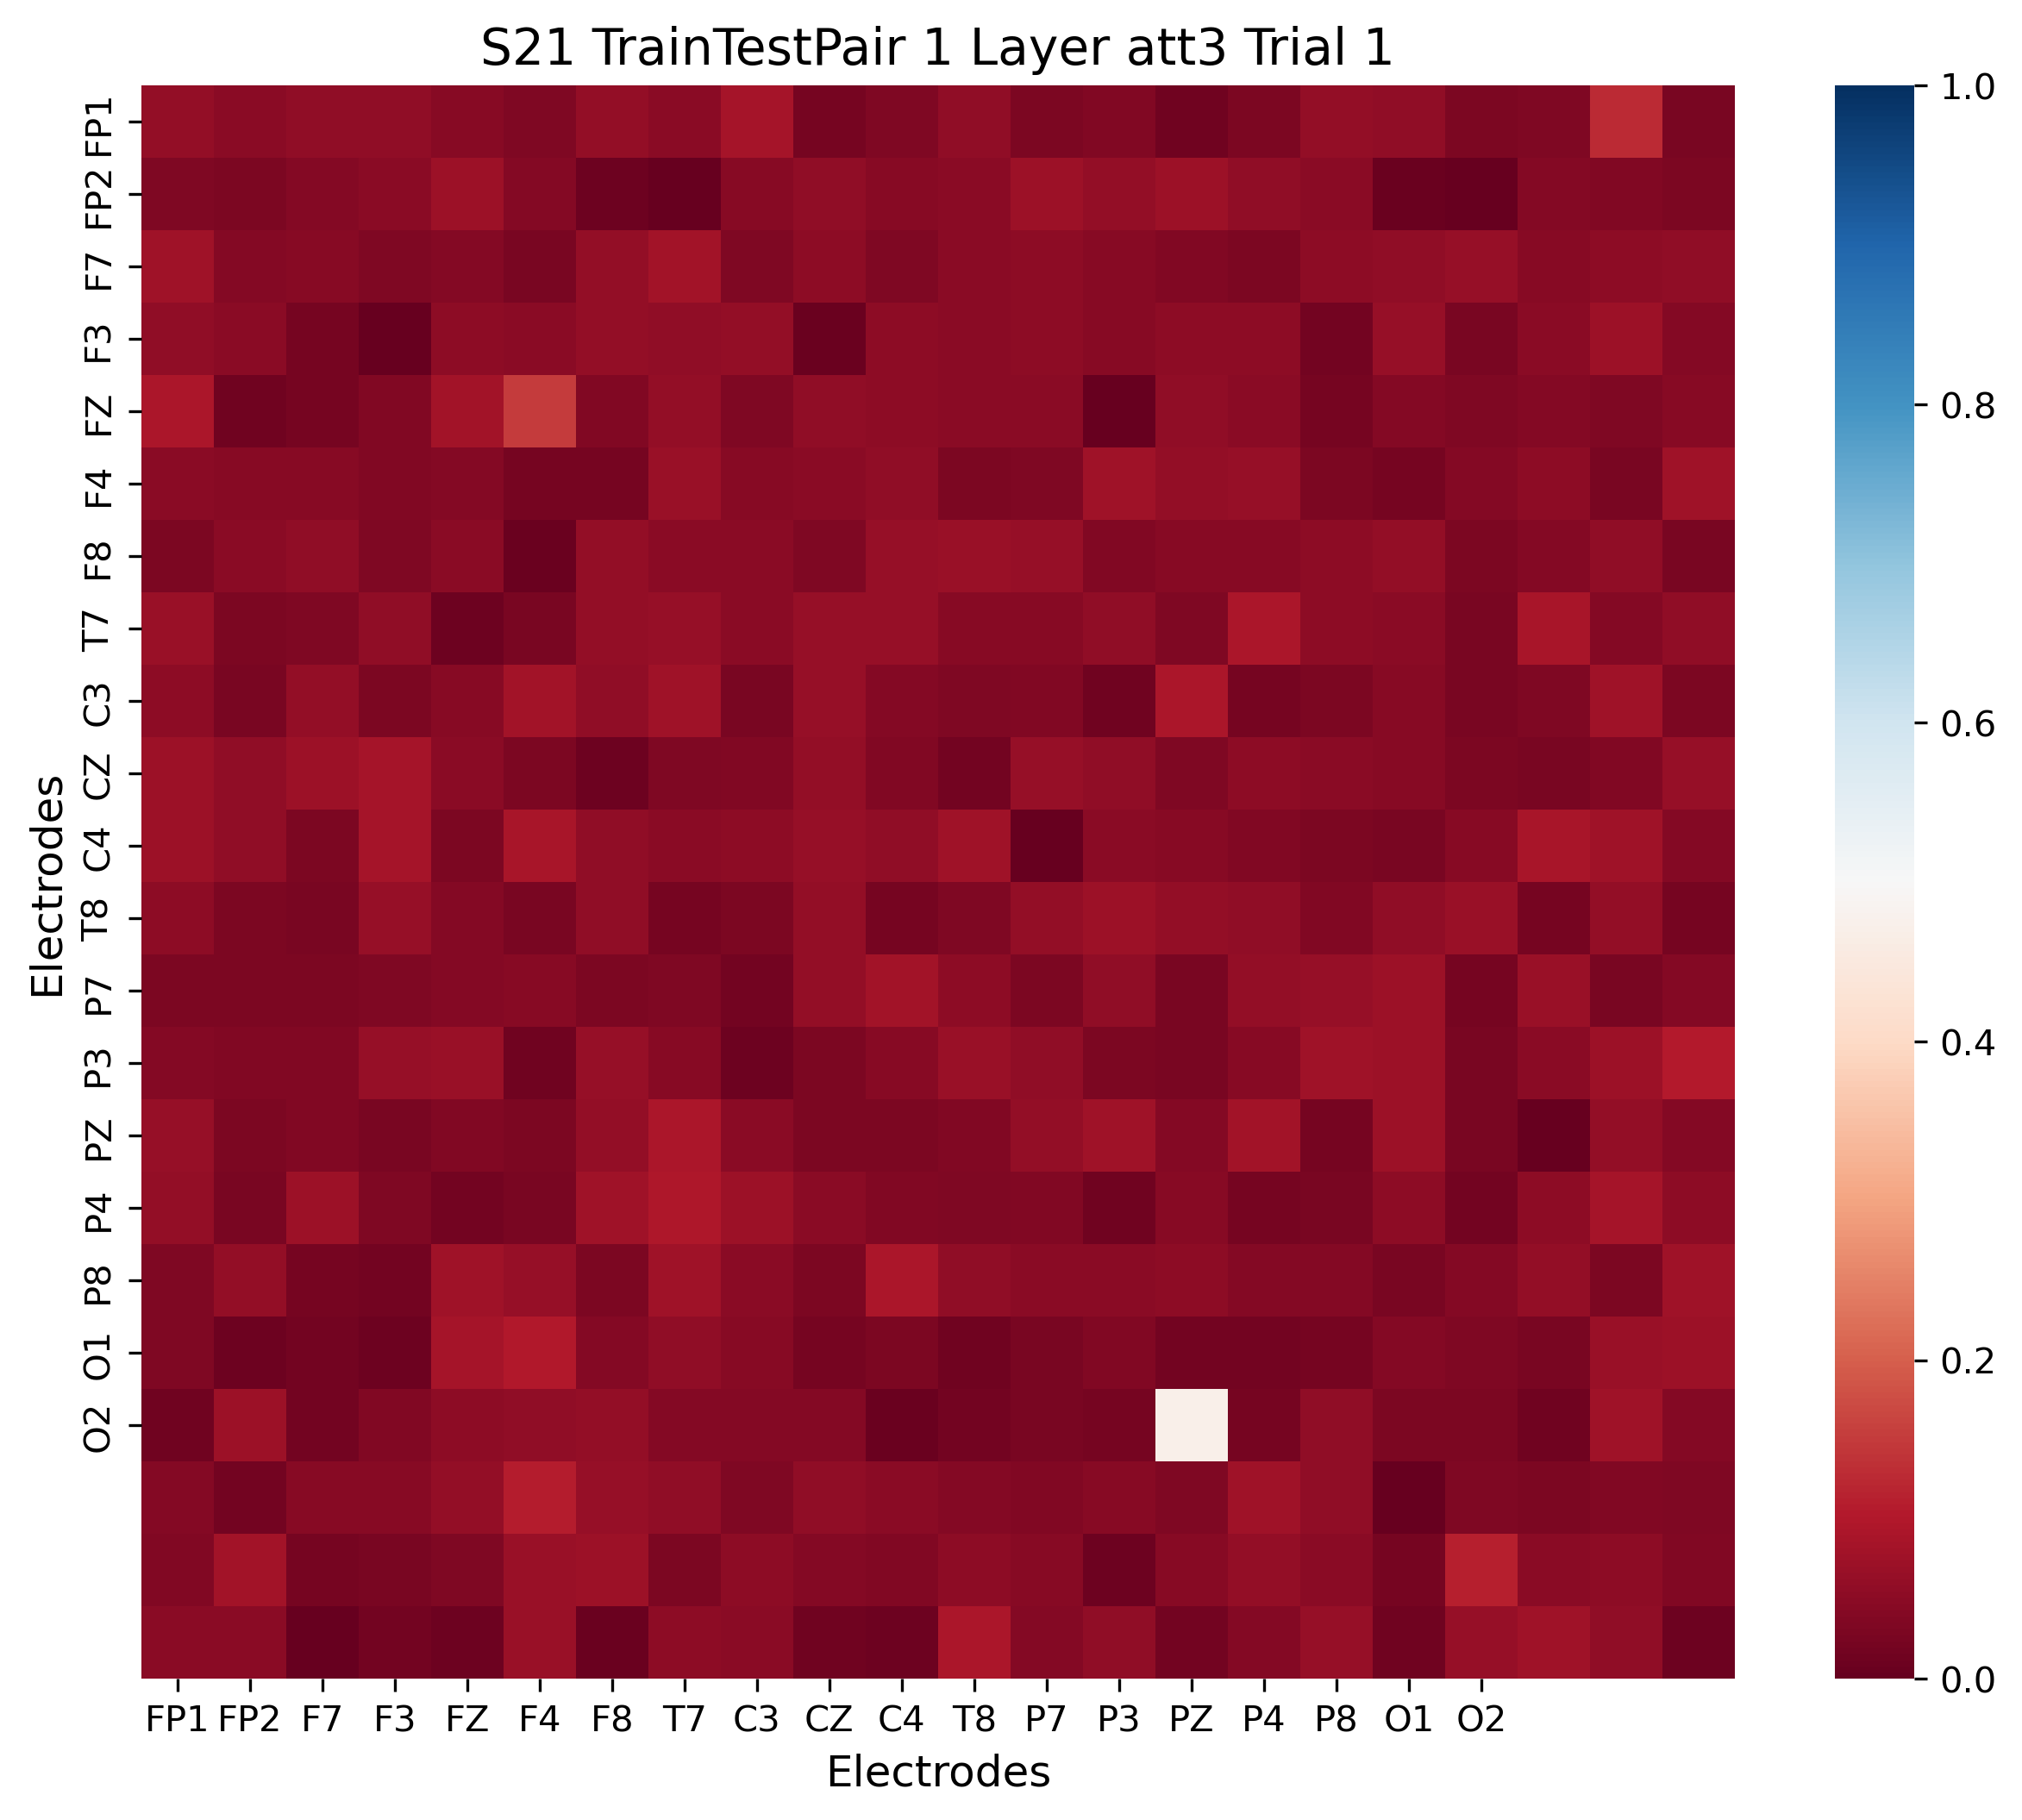 S21 TrainTestPair 1 Layer att3 Trial 1
Electrodes
FP1
FP2
F7
F3
FZ
F4
F8
T7
C3
CZ
C4
T8
P7
P3
PZ
P4
P8
O1
O2
FP1 FP2 F7 F3 FZ F4 F8 T7 C3 CZ C4 T8 P7 P3 PZ P4 P8 O1 O2
Electrodes
1.0
0.8
0.6
0.4
0.2
0.0